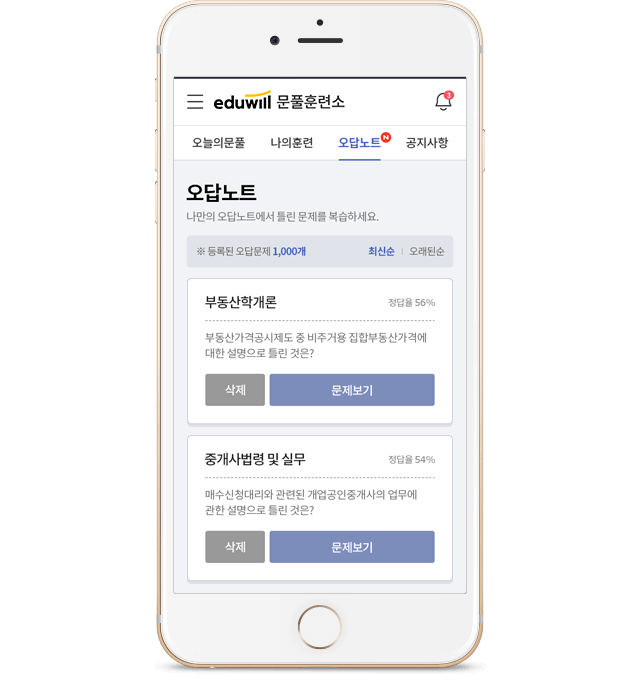 eduwill 문풀훈련소
3
오늘의문풀 나의훈련 오답노트 N 공지사항
오답노트
나만의 오답노트에서 틀린 문제를 복습하세요.
※ 등록된 오답문제 1,000개 최신순 | 오래된순
부동산학개론 정답율 56%
부동산가격공시제도 중 비주거용 집합부동산가격에
대한 설명으로 틀린 것은?
삭제 문제보기
중개사법령 및 실무 정답율 54%
매수신청대리와 관련된 개업공인중개사의 업무에
관한 설명으로 틀린 것은?
삭제 문제보기